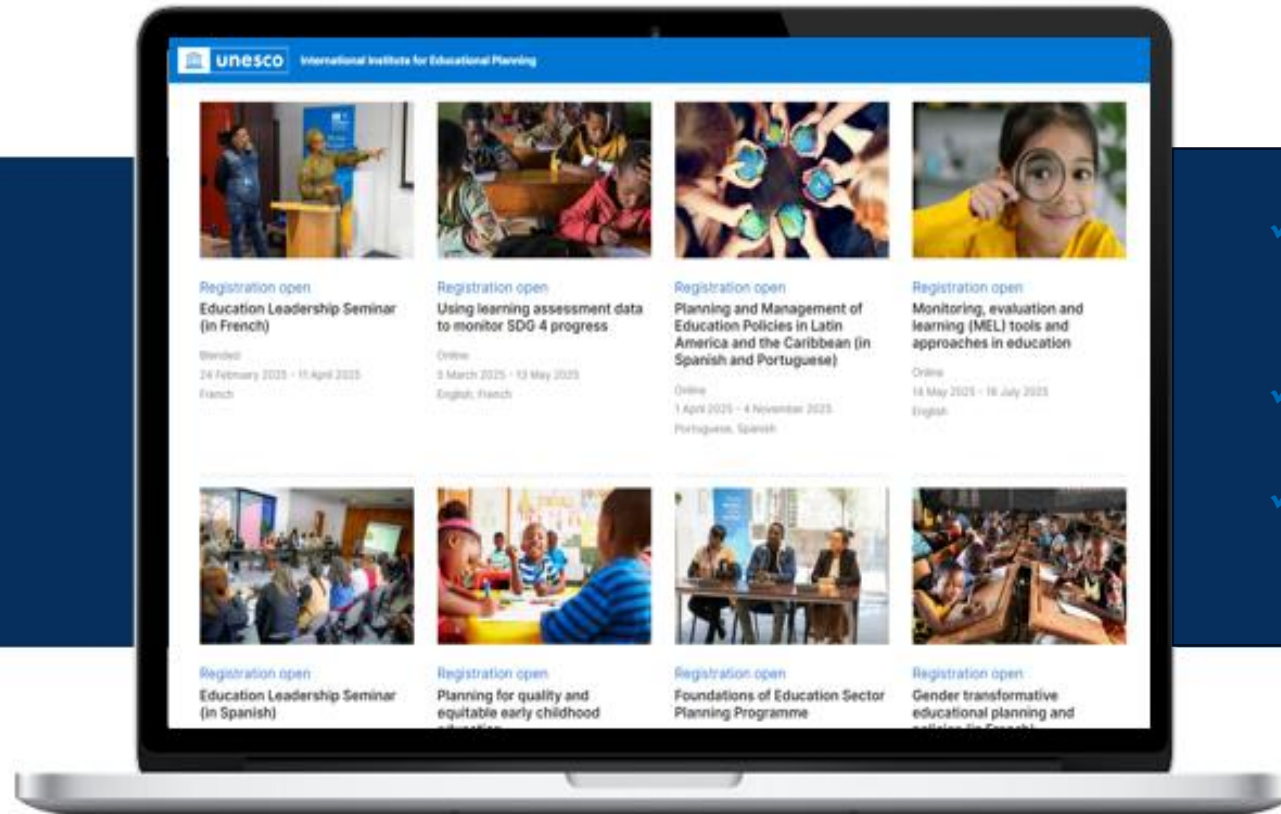 unesco
International Institute for Educational Planning
Registration open
Education Leadership Seminar
(in French)
Blended
24 February 2025 - 11 April 2025
French
Registration open
Using learning assessment data
to monitor SDG 4 progress
Online
5 March 2025 - 13 May 2025
English, French
Registration open
Planning and Management of
Education Policies in Latin
America and the Caribbean (in
Spanish and Portuguese)
Online
1 April 2025 - 4 November 2025
Portuguese, Spanish
Registration open
Monitoring, evaluation and
learning (MEL) tools and
approaches in education
Online
14 May 2025 - 16 July 2025
English
Registration open
Education Leadership Seminar
(in Spanish)
Registration open
Planning for quality and
equitable early childhood
education
Registration open
Foundations of Education Sector
Planning Programme
Registration open
Gender transformative
educational planning and
policies (in French)